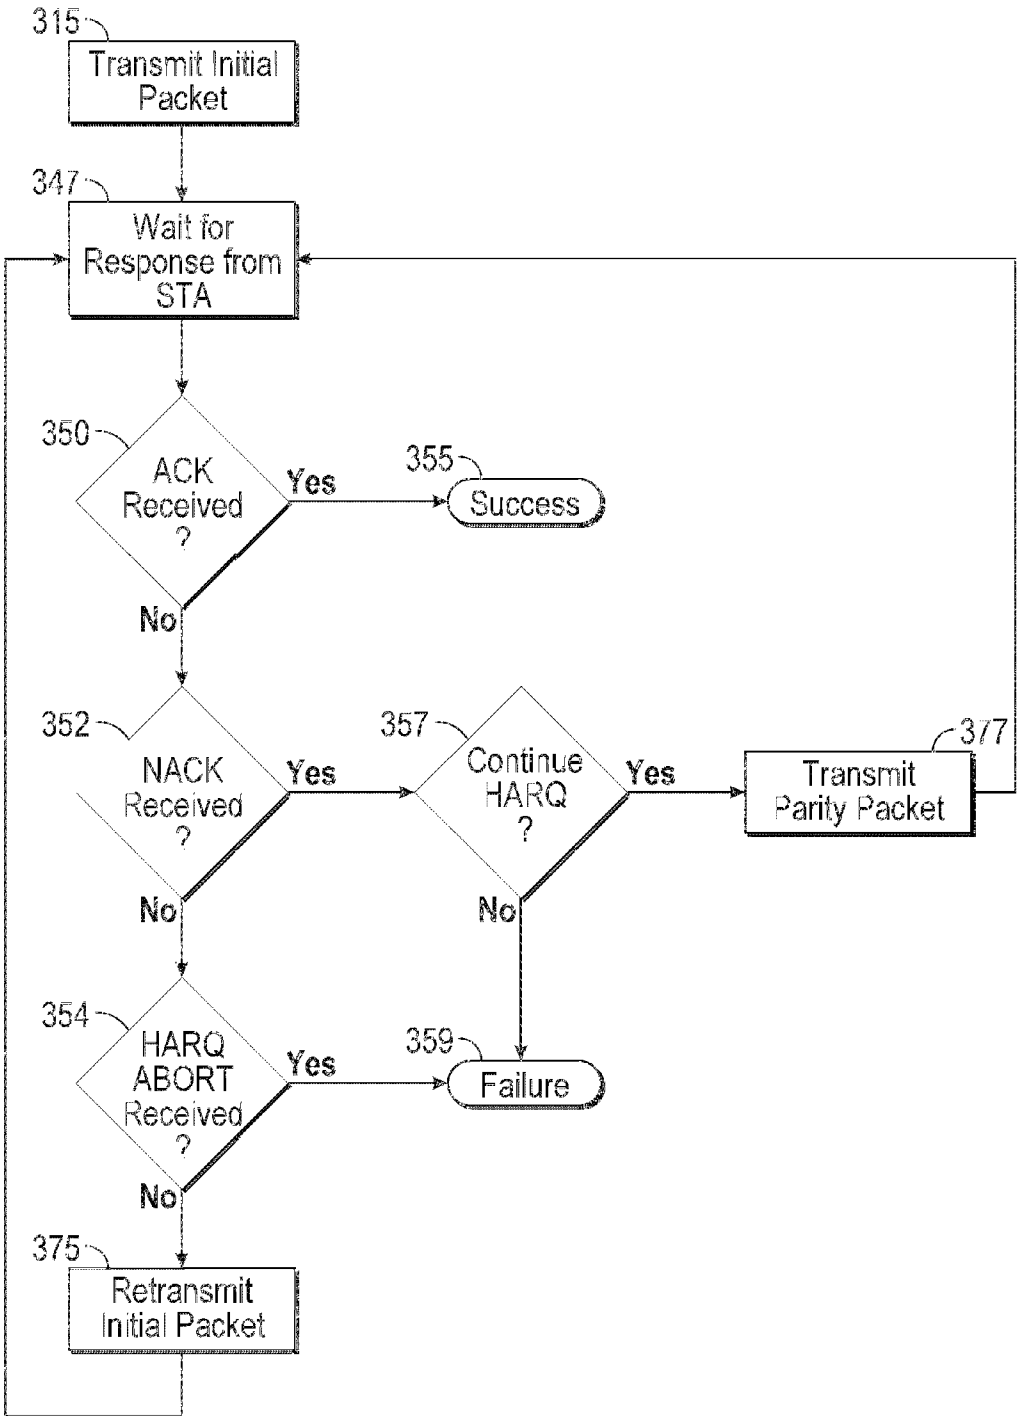 315
Transmit Initial
Packet
347
Wait for
Response from
STA
350
ACK
Received
?
Yes
355
Success
No
352
NACK
Received
?
Yes
357
Continue
HARQ
?
Yes
377
Transmit
Parity Packet
No
No
354
HARQ
ABORT
Received
?
Yes
359
Failure
No
375
Retransmit
Initial Packet